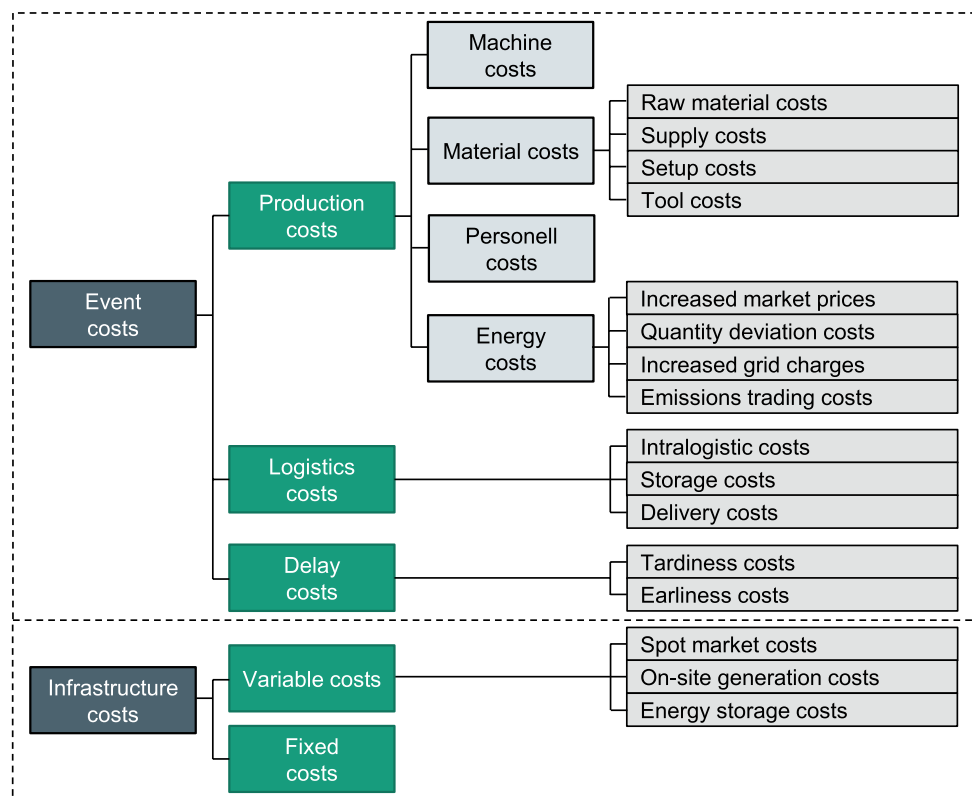 Machine
costs
Raw material costs
Supply costs
Material costs
Setup costs
Tool costs
Production
costs
Personell
costs
Event
costs
Increased market prices
Quantity deviation costs
Energy
costs
Increased grid charges
Emissions trading costs
Logistics
costs
Intralogistic costs
Storage costs
Delivery costs
Delay
costs
Tardiness costs
Earliness costs
Infrastructure
costs
Variable costs
Spot market costs
On-site generation costs
Energy storage costs
Fixed
costs